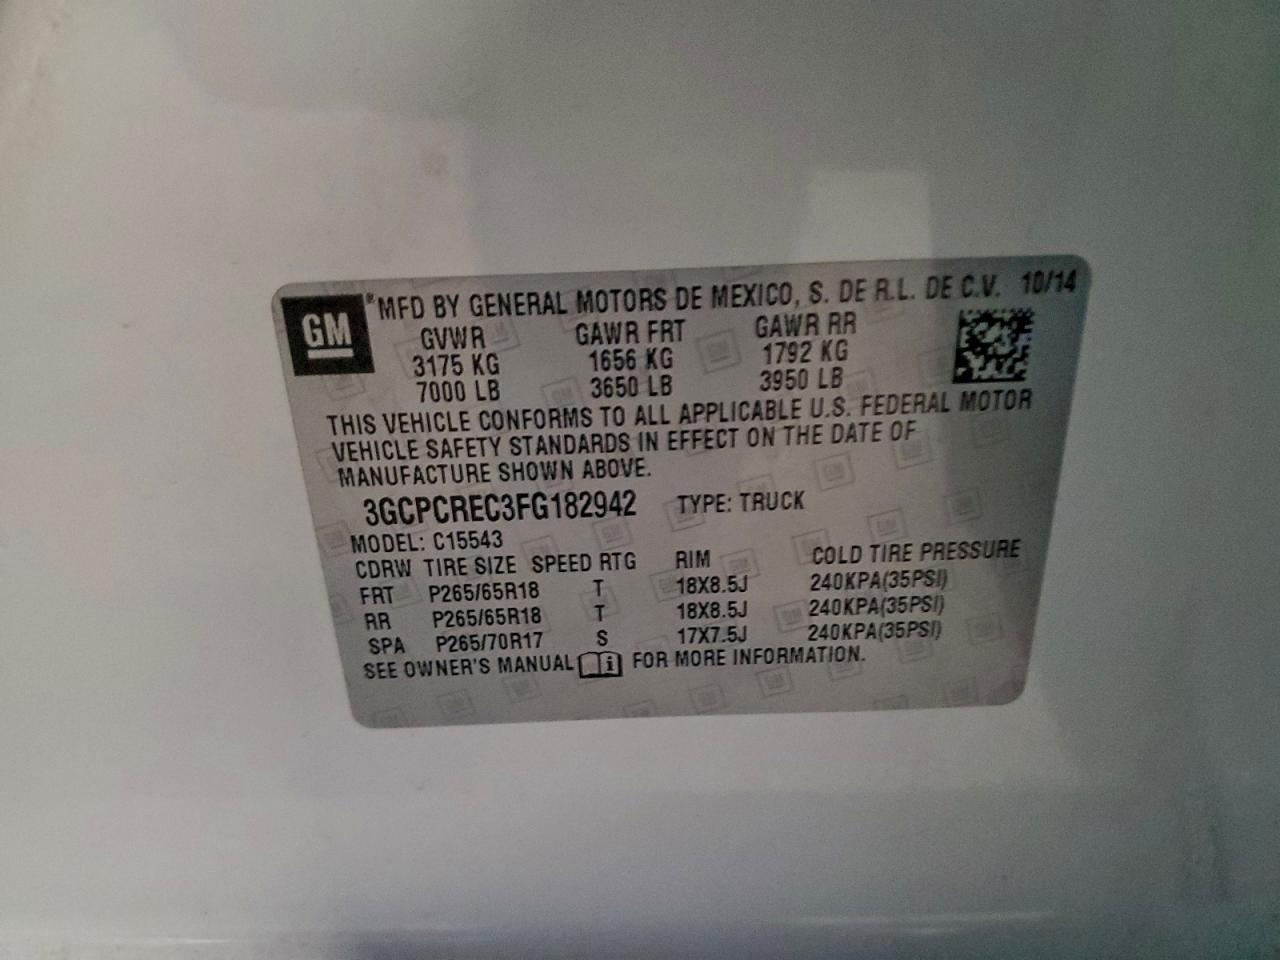 GM ® MFD BY GENERAL MOTORS DE MEXICO, S. DE R.L. DE C.V. 10/14
GVWR GAWR FRT GAWR RR
3175 KG 1656 KG 1792 KG
7000 LB 3650 LB 3950 LB
THIS VEHICLE CONFORMS TO ALL APPLICABLE U.S. FEDERAL MOTOR
VEHICLE SAFETY STANDARDS IN EFFECT ON THE DATE OF
MANUFACTURE SHOWN ABOVE.
3GCPCREC3FG182942 TYPE: TRUCK
MODEL: C15543
CDRW TIRE SIZE SPEED RTG RIM COLD TIRE PRESSURE
FRT P265/65R18 T 18X8.5J 240KPA(35PSI)
RR P265/65R18 T 18X8.5J 240KPA(35PSI)
SPA P265/70R17 S 17X7.5J 240KPA(35PSI)
SEE OWNER'S MANUAL i FOR MORE INFORMATION.